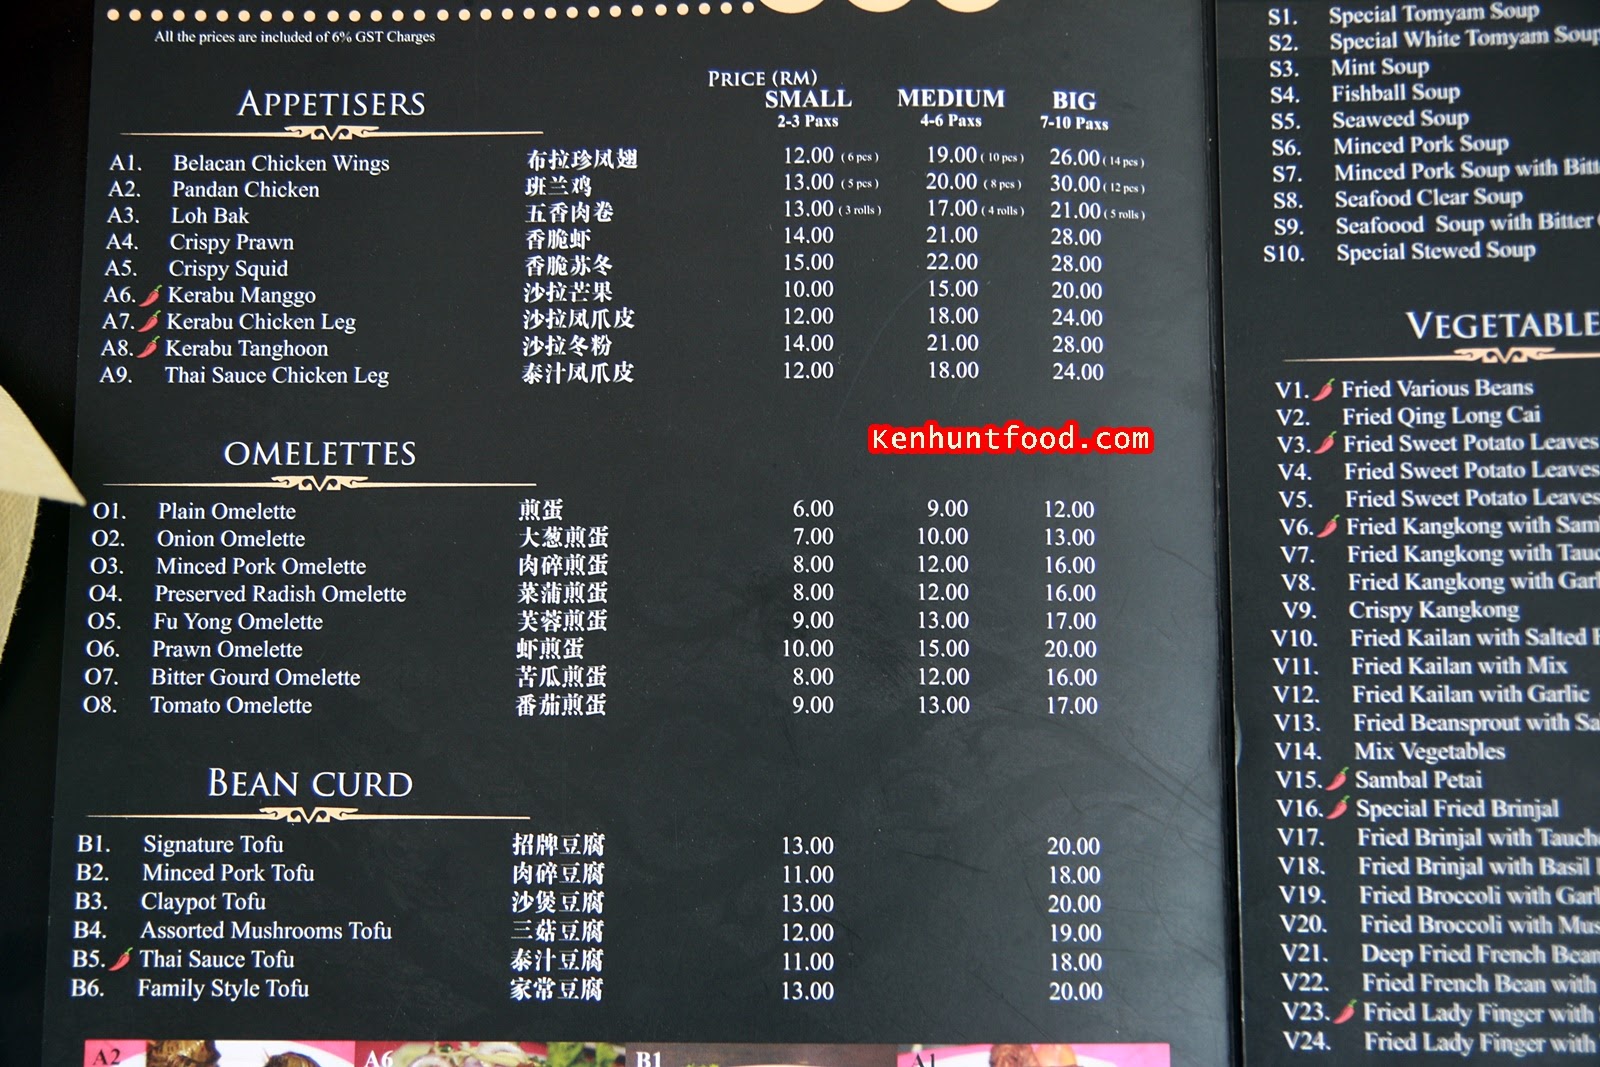 All the prices are included of 6% GST Charges
PRICE (RM)
APPETISERS SMALL MEDIUM BIG
2-3 Paxs 4-6 Paxs 7-10 Paxs
A1. Belacan Chicken Wings 布拉珍凤翅 12.00 ( 6 pcs ) 19.00 ( 10 pcs ) 26.00 ( 14 pcs )
A2. Pandan Chicken 班兰鸡 13.00 ( 5 pcs ) 20.00 ( 8 pcs ) 30.00 ( 12 pcs )
A3. Loh Bak 五香肉卷 13.00 ( 3 rolls ) 17.00 ( 4 rolls ) 21.00 ( 5 rolls )
A4. Crispy Prawn 香脆虾 14.00 21.00 28.00
A5. Crispy Squid 香脆苏冬 15.00 22.00 28.00
A6. Kerabu Manggo 沙拉芒果 10.00 15.00 20.00
A7. Kerabu Chicken Leg 沙拉凤爪皮 12.00 18.00 24.00
A8. Kerabu Tanghoon 沙拉冬粉 14.00 21.00 28.00
A9. Thai Sauce Chicken Leg 泰汁凤爪皮 12.00 18.00 24.00
Kenhuntfood.com
OMELETTES
O1. Plain Omelette 煎蛋 6.00 9.00 12.00
O2. Onion Omelette 大葱煎蛋 7.00 10.00 13.00
O3. Minced Pork Omelette 肉碎煎蛋 8.00 12.00 16.00
O4. Preserved Radish Omelette 菜蒲煎蛋 8.00 12.00 16.00
O5. Fu Yong Omelette 芙蓉煎蛋 9.00 13.00 17.00
O6. Prawn Omelette 虾煎蛋 10.00 15.00 20.00
O7. Bitter Gourd Omelette 苦瓜煎蛋 8.00 12.00 16.00
O8. Tomato Omelette 番茄煎蛋 9.00 13.00 17.00
BEAN CURD
B1. Signature Tofu 招牌豆腐 13.00 20.00
B2. Minced Pork Tofu 肉碎豆腐 11.00 18.00
B3. Claypot Tofu 沙煲豆腐 13.00 20.00
B4. Assorted Mushrooms Tofu 三菇豆腐 12.00 19.00
B5. Thai Sauce Tofu 泰汁豆腐 11.00 18.00
B6. Family Style Tofu 家常豆腐 13.00 20.00
A2 A6 B1 A1
S1. Special Tomyam Soup
S2. Special White Tomyam Soup
S3. Mint Soup
S4. Fishball Soup
S5. Seaweed Soup
S6. Minced Pork Soup
S7. Minced Pork Soup with
S8. Seafood Clear Soup
S9. Seafoood Soup with Bitter
S10. Special Stewed Soup
VEGETABLE
V1. Fried Various Beans
V2. Fried Qing Long Cai
V3. Fried Sweet Potato Leaves
V4. Fried Sweet Potato Leaves
V5. Fried Sweet Potato Leaves
V6. Fried Kangkong with
V7. Fried Kangkong with
V8. Fried Kangkong with
V9. Crispy Kangkong
V10. Fried Kailan with Salted
V11. Fried Kailan with Mix
V12. Fried Kailan with Garlic
V13. Fried Beansprout with
V14. Mix Vegetables
V15. Sambal Petai
V16. Special Fried Brinjal
V17. Fried Brinjal with
V18. Fried Brinjal with Basil
V19. Fried Broccoli with
V20. Fried Broccoli with
V21. Deep Fried French
V22. Fried French Bean with
V23. Fried Lady Finger with
V24. Fried Lady Finger with